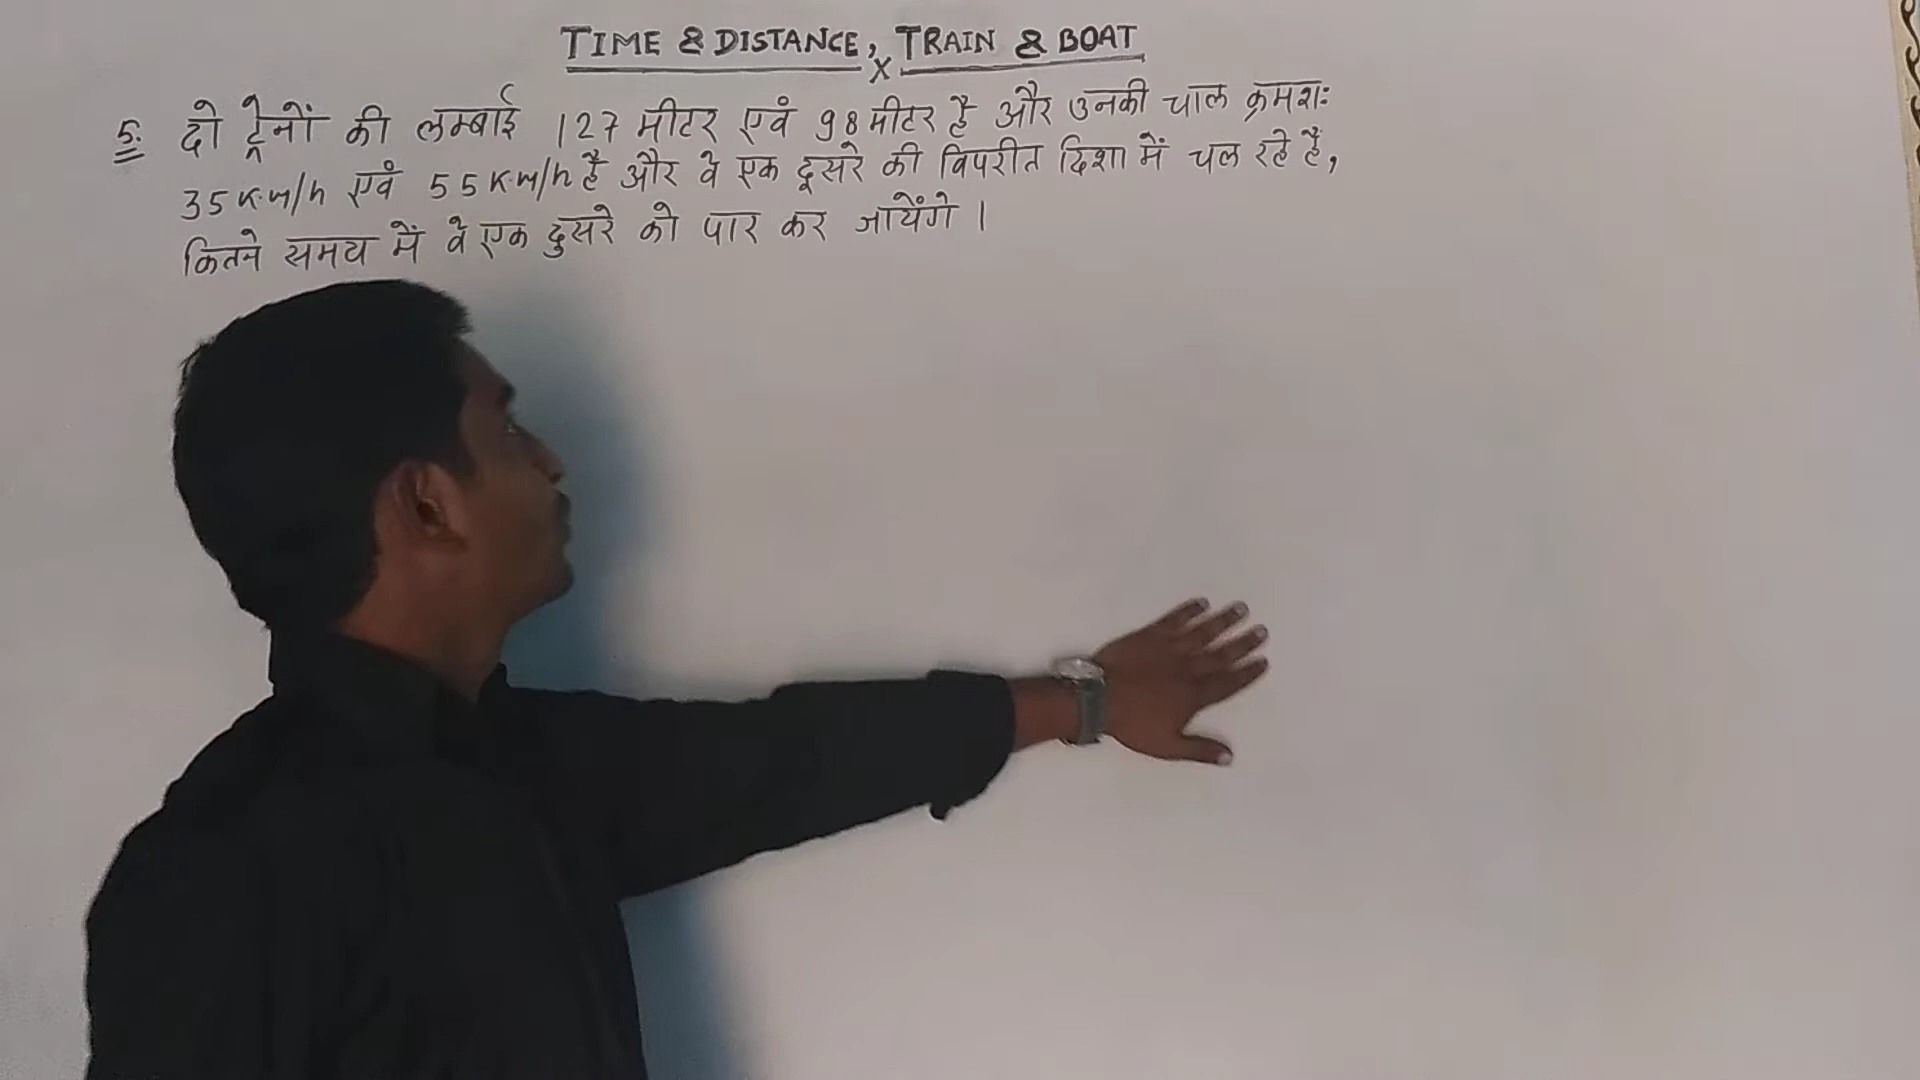 TIME & DISTANCE, TRAIN & BOAT
x
5. दो ट्रेनों की लम्बाई 127 मीटर एवं 98 मीटर है और उनकी चाल क्रमशः
35 K.m/h एवं 55 K.m/h है और वे एक दूसरे की विपरीत दिशा में चल रहे हैं,
कितने समय में वे एक दुसरे को पार कर जायेंगे ।